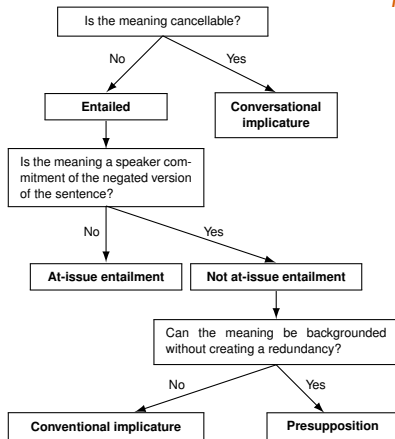 Is the meaning cancellable?
No
Yes
Entailed
Conversational
implicature
Is the meaning a speaker com-
mitment of the negated version
of the sentence?
No
Yes
At-issue entailment
Not at-issue entailment
Can the meaning be backgrounded
without creating a redundancy?
No
Yes
Conventional implicature
Presupposition